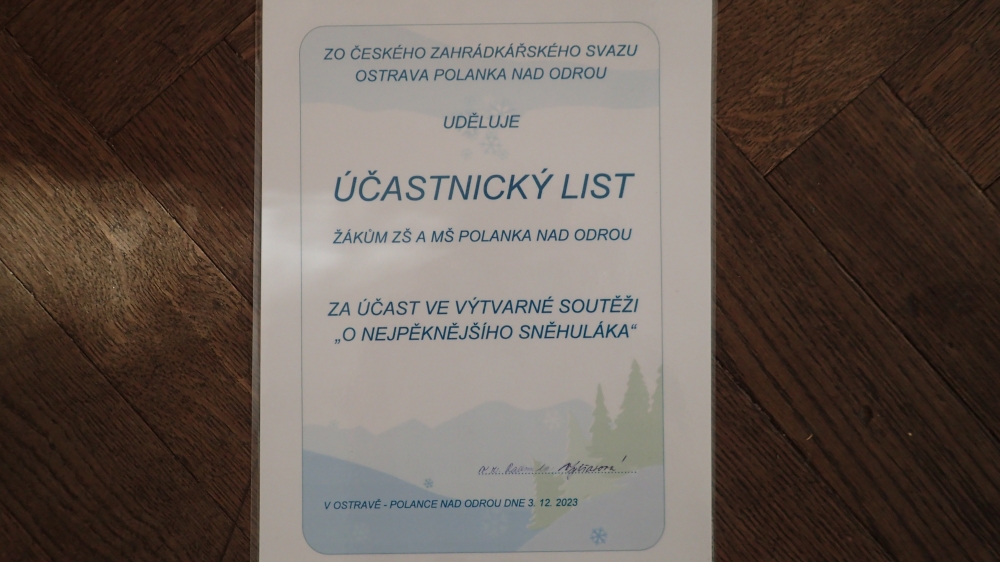 ZO ČESKÉHO ZAHRÁDKÁŘSKÉHO SVAZU
OSTRAVA POLANKA NAD ODROU
UDĚLUJE
ÚČASTNICKÝ LIST
ŽÁKŮM ZŠ A MŠ POLANKA NAD ODROU
ZA ÚČAST VE VÝTVARNÉ SOUTĚŽI
„O NEJPĚKNĚJŠÍHO SNĚHULÁKA“
V OSTRAVĚ - POLANCE NAD ODROU DNE 3. 12. 2023